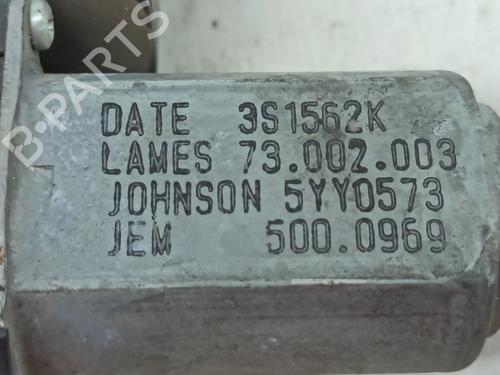 DATE 3S1562K
LAMES 73.002.003
JOHNSON 5YY0573
JEM 500.0969
B-PARTS